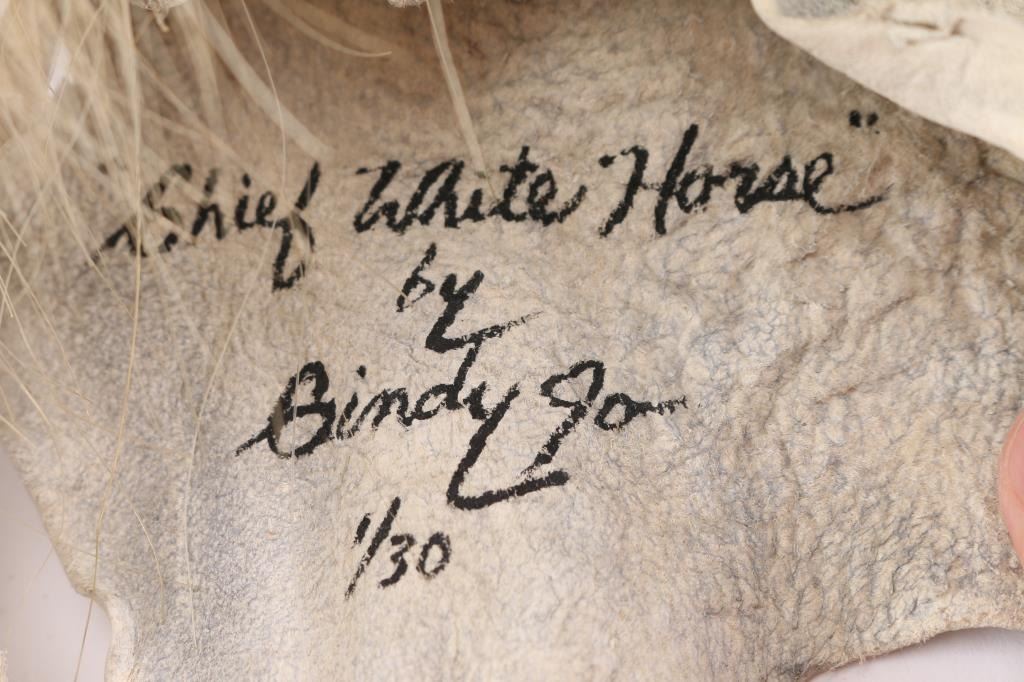 Chief White Horse"
by
Bindy Jo
1/30